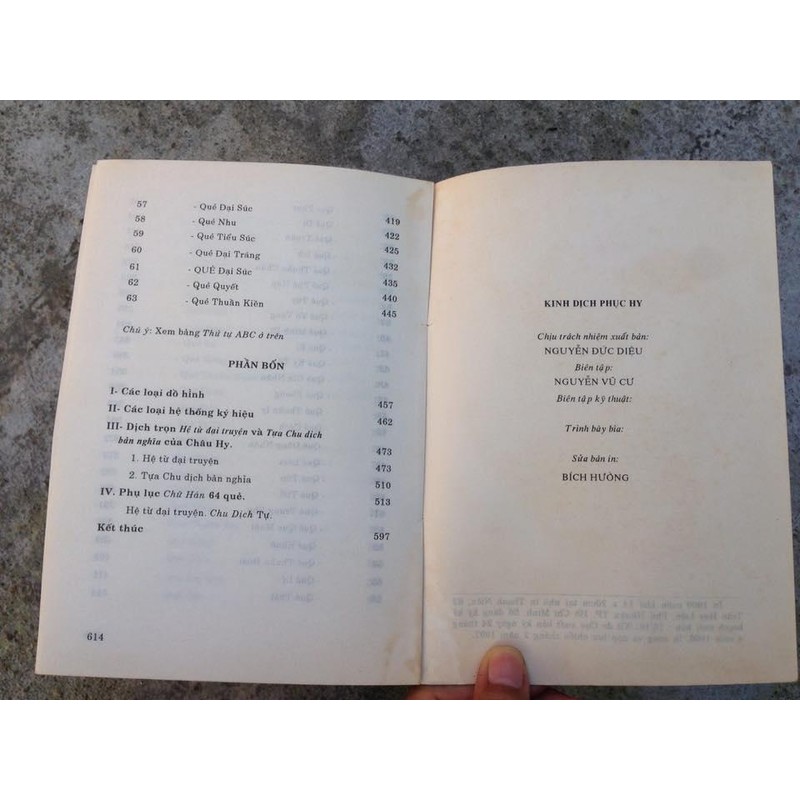 57 - Quẻ Đại Súc
58 - Quẻ Nhu 419
59 - Quẻ Tiểu Súc 422
60 - Quẻ Đại Tráng 425
61 - QUẺ Đại Súc 432
62 - Quẻ Quyết 435
63 - Quẻ Thuần Kiên 440
445
Chú ý: Xem bảng Thứ tự ABC ở trên
PHẦN BỐN
I- Các loại đồ hình 457
II- Các loại hệ thống ký hiệu 462
III- Dịch trọn Hệ từ đại truyện và Tựa Chu dịch
bản nghĩa của Châu Hy. 473
1. Hệ từ đại truyện 473
2. Tựa Chu dịch bản nghĩa 510
IV. Phụ lục Chữ Hán 64 quẻ. 513
Hệ từ đại truyện. Chu Dịch Tự.
Kết thúc 597
614
KINH DỊCH PHỤC HY
Chịu trách nhiệm xuất bản:
NGUYỄN ĐỨC DIỆU
Biên tập:
NGUYỄN VŨ CƯ
Biên tập kỹ thuật:
Trình bày bìa:
Sửa bản in:
BÍCH HƯỜNG